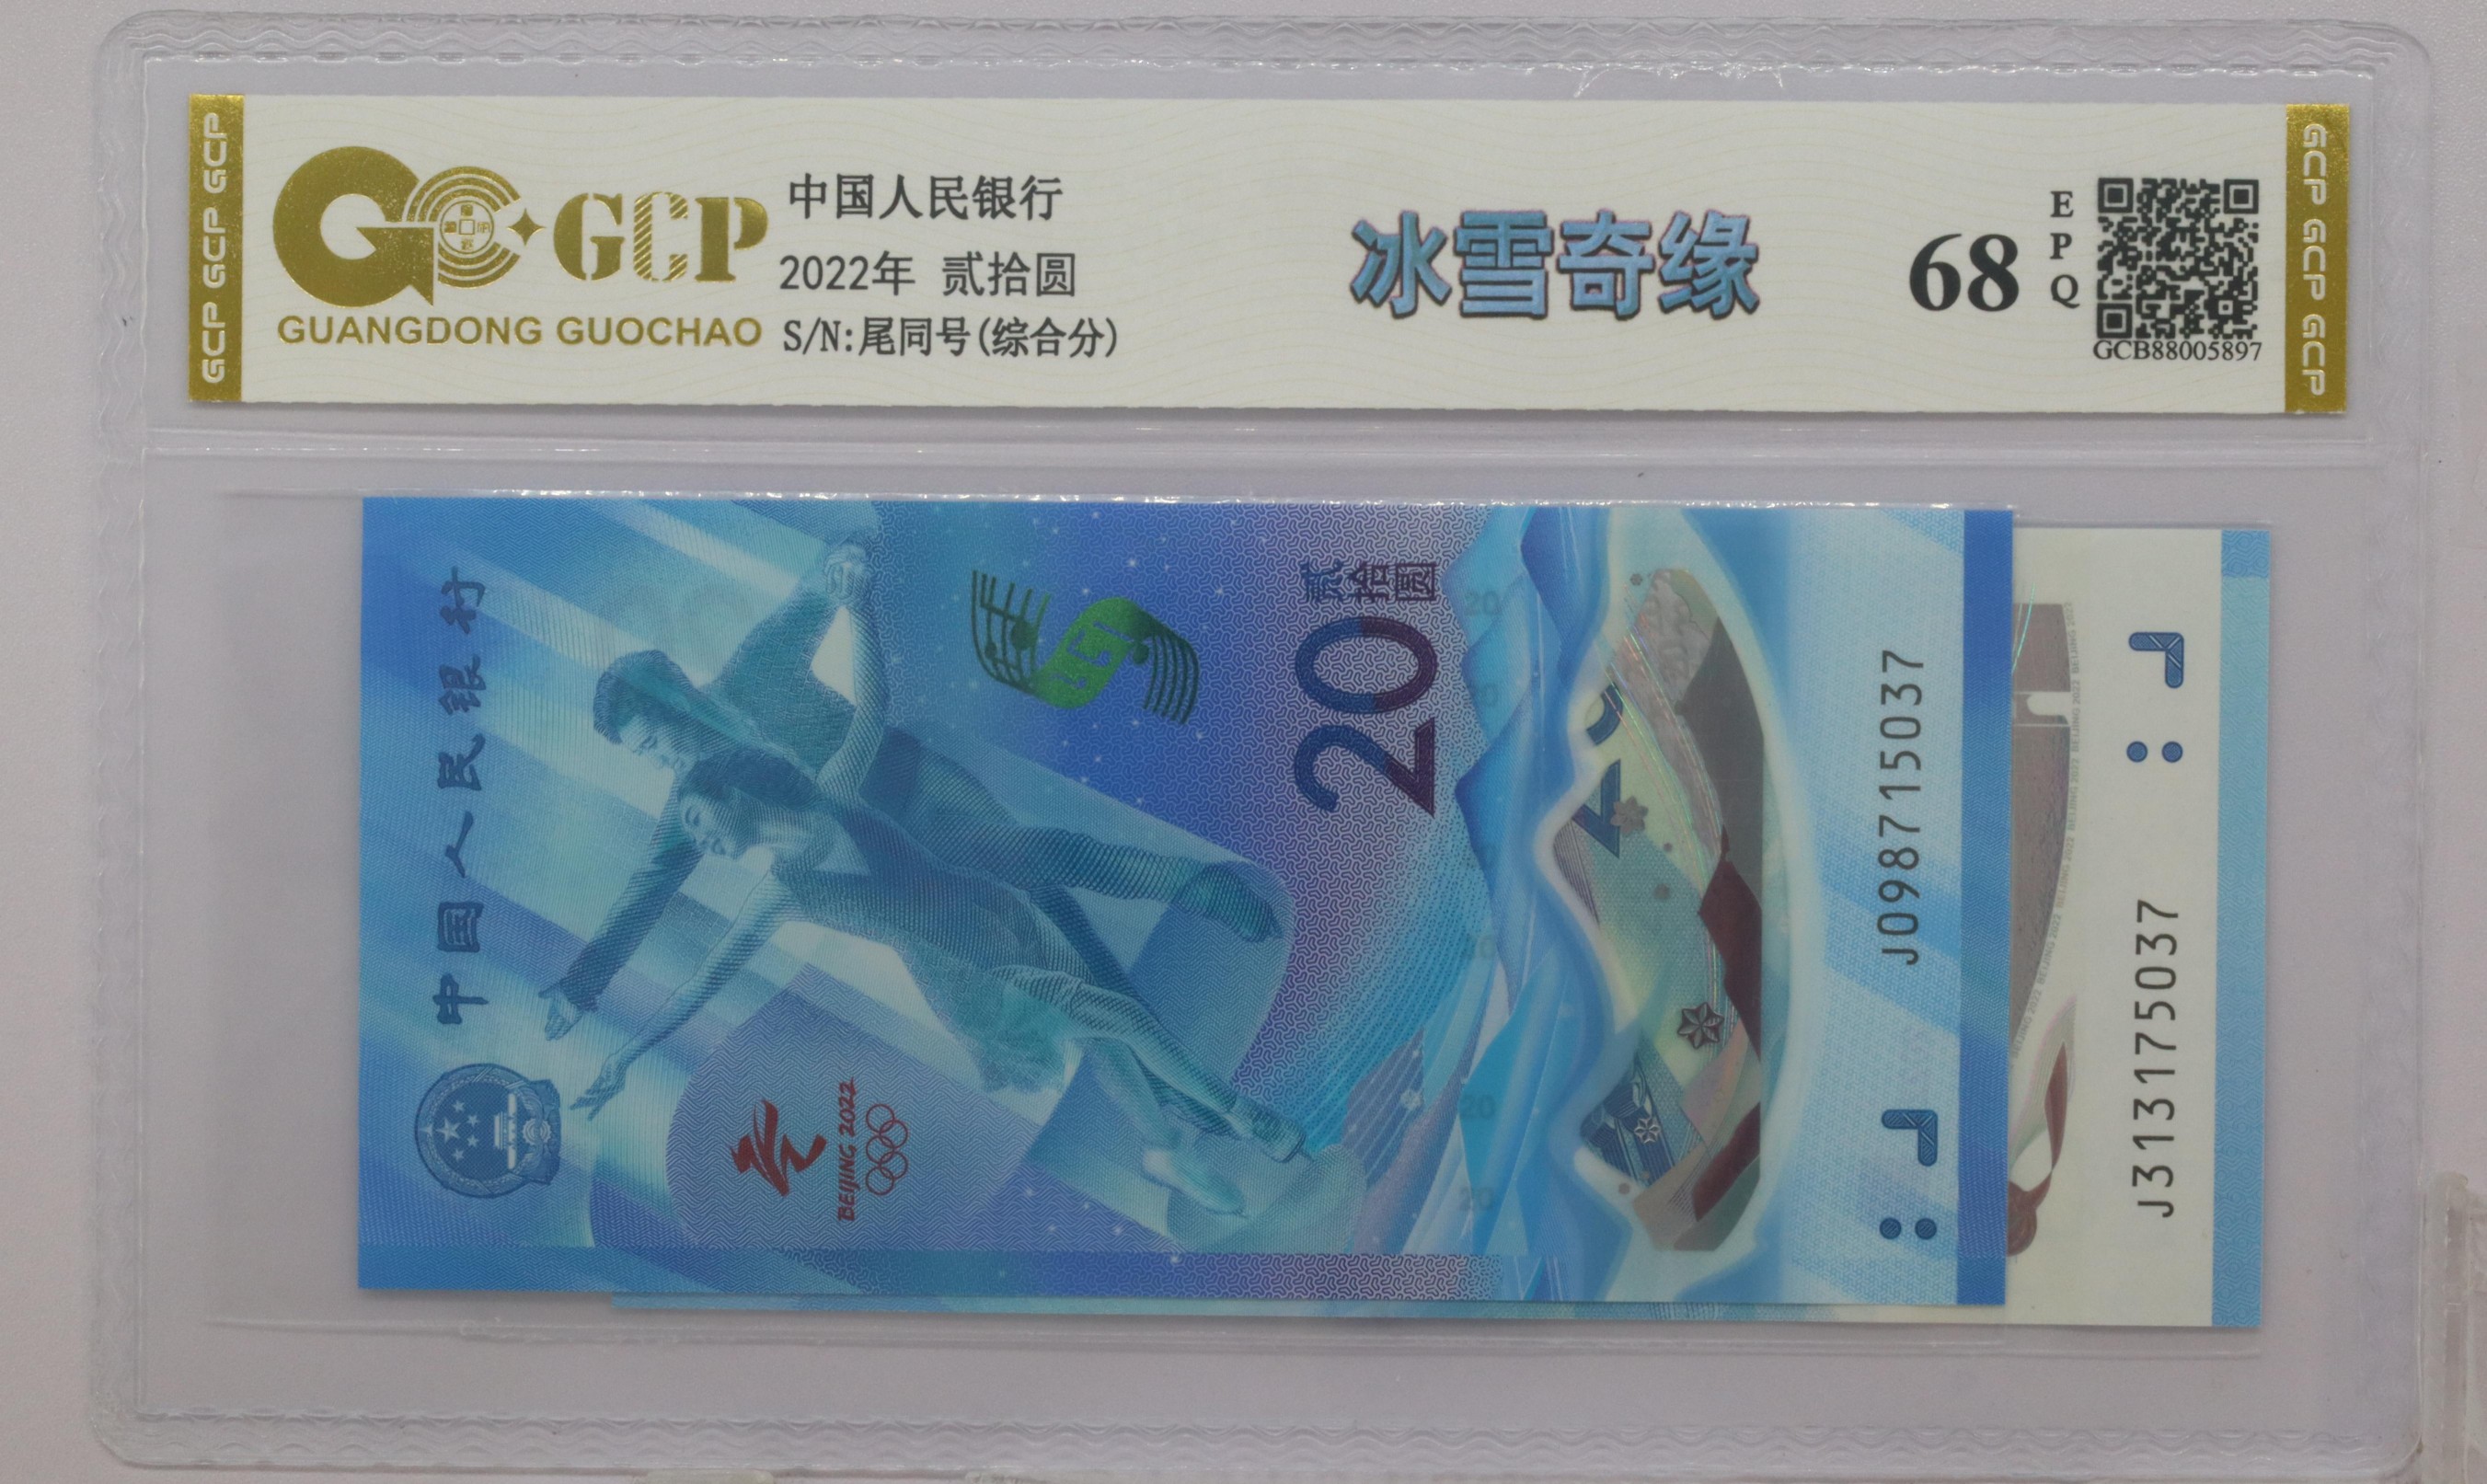 GCP GCP GCP
GCP
GUANGDONG GUOCHAO
中国人民银行
2022年 贰拾圆
S/N:尾同号(综合分)
冰雪奇缘
68
EPQ
GCB88005897
GCP GCP GCP
中国人民银行
BEIJING 2022
贰拾圆
20
J098715037
J313175037